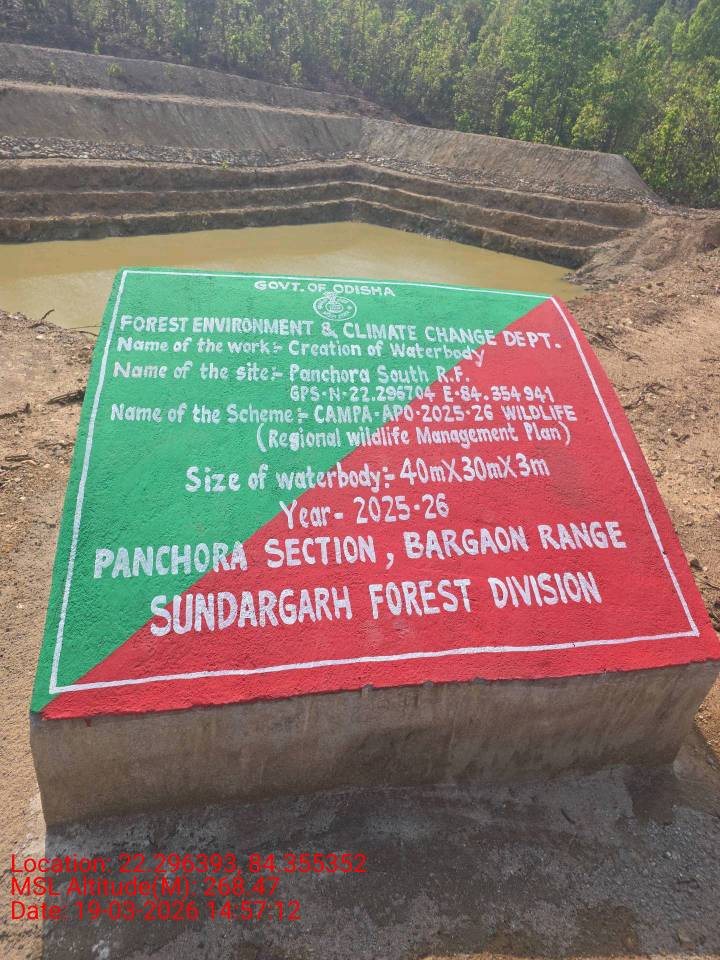 GOVT. OF ODISHA
FOREST ENVIRONMENT & CLIMATE CHANGE DEPT.
Name of the work:- Creation of Waterbody
Name of the site:- Panchora South R.F.
GPS-N-22.296704 E-84.354941
Name of the Scheme:- CAMPA-APO-2025-26 WILDLIFE
(Regional wildlife Management Plan)
Size of waterbody:- 40mX30mX3m
Year- 2025-26
PANCHORA SECTION, BARGAON RANGE
SUNDARGARH FOREST DIVISION
Location: 22.296393, 84.355352
MSL Altitude(M): 268.47
Date: 19-03-2026 14:57:12